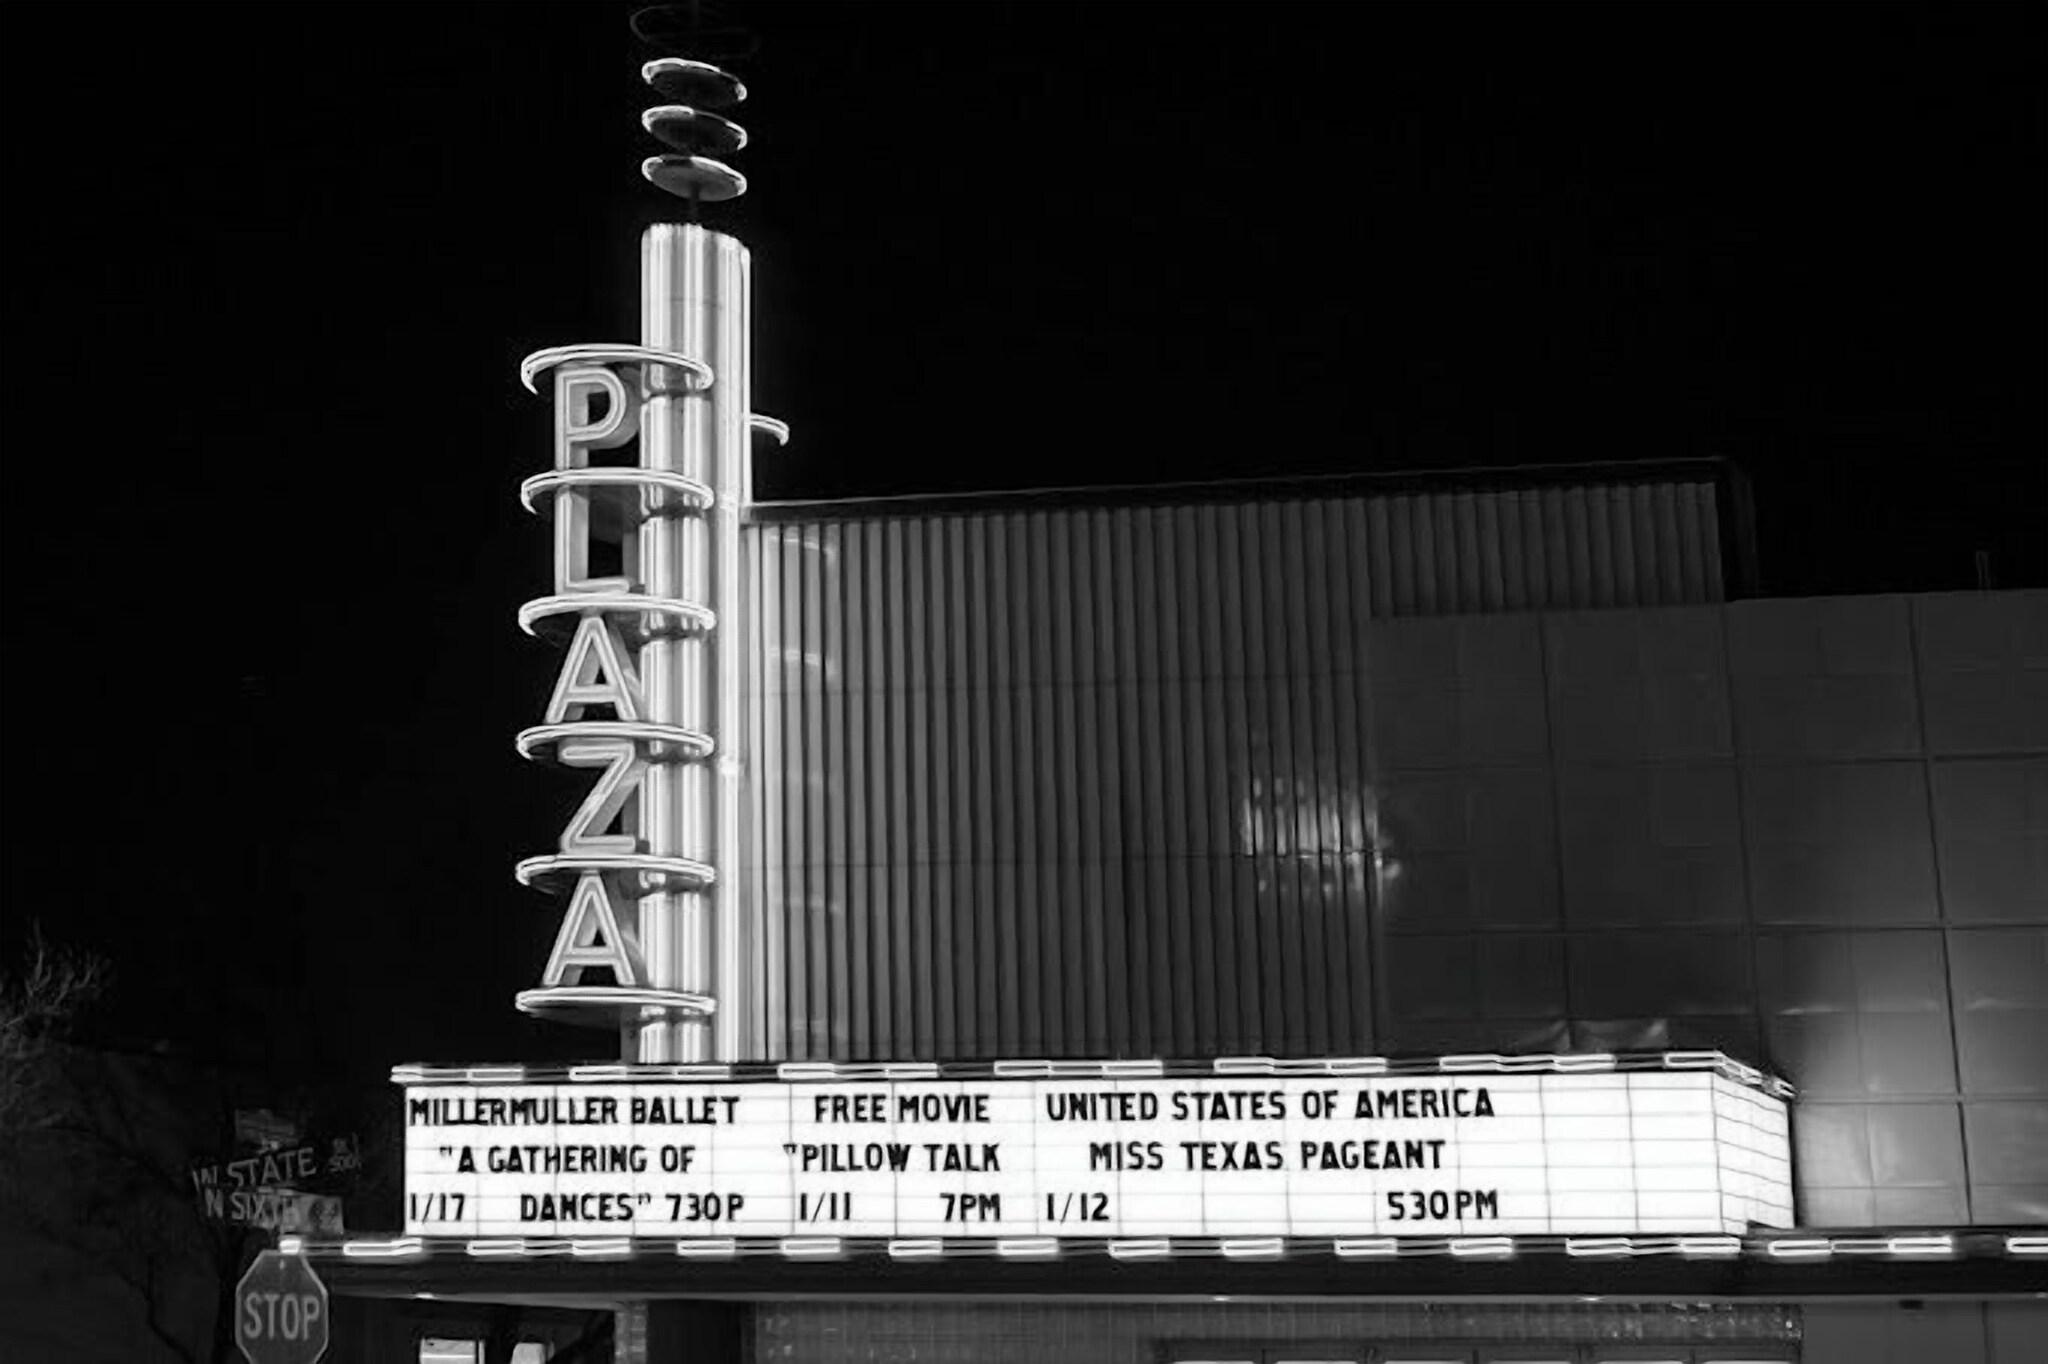 PLAZA
MILLERMULLER BALLET
"A GATHERING OF
1/17 DANCES" 730P
FREE MOVIE
"PILLOW TALK
1/11 7PM
UNITED STATES OF AMERICA
MISS TEXAS PAGEANT
1/12 530PM
W STATE
N SIXTH
STOP